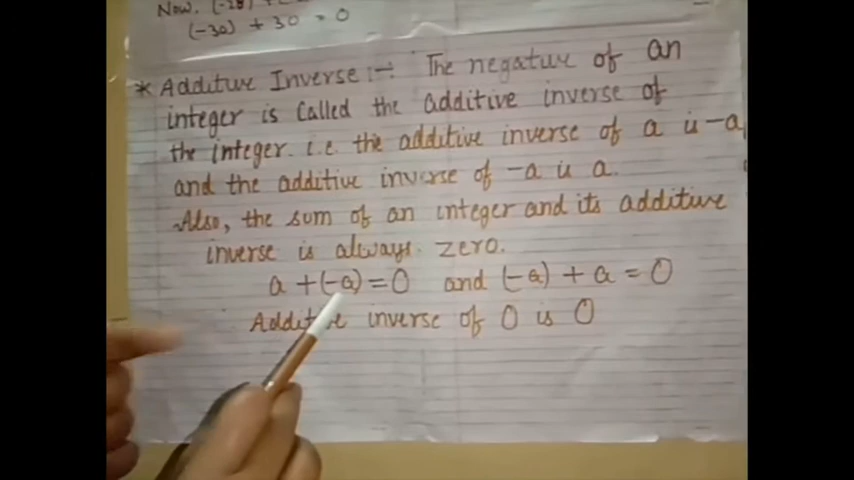 Now, (-28) +
(-30) + 30 = 0
* Additive Inverse :-: The negative of an
integer is called the additive inverse of
the integer. i.e. the additive inverse of a is -a,
and the additive inverse of -a is a.
Also, the sum of an integer and its additive
inverse is always zero.
a + (-a) = 0 and (-a) + a = 0
Additive inverse of 0 is 0